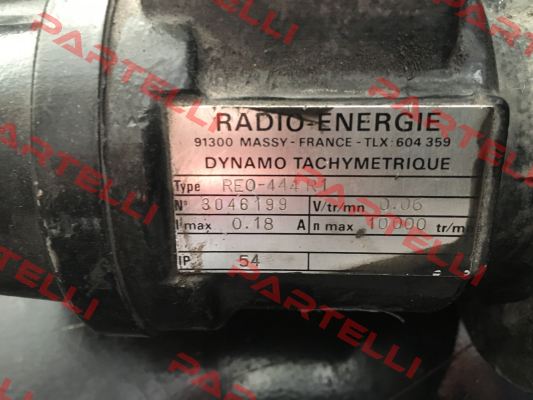 RADIO-ENERGIE
91300 MASSY - FRANCE - TLX: 604 359
DYNAMO TACHYMETRIQUE
Type REO-444 R1
N° 3046199 V/tr/mn 0.06
I max 0.18 A n max 10000 tr/m
IP 54
PARTELLI
PARTELLI
PARTELLI
PARTELLI
PARTELLI